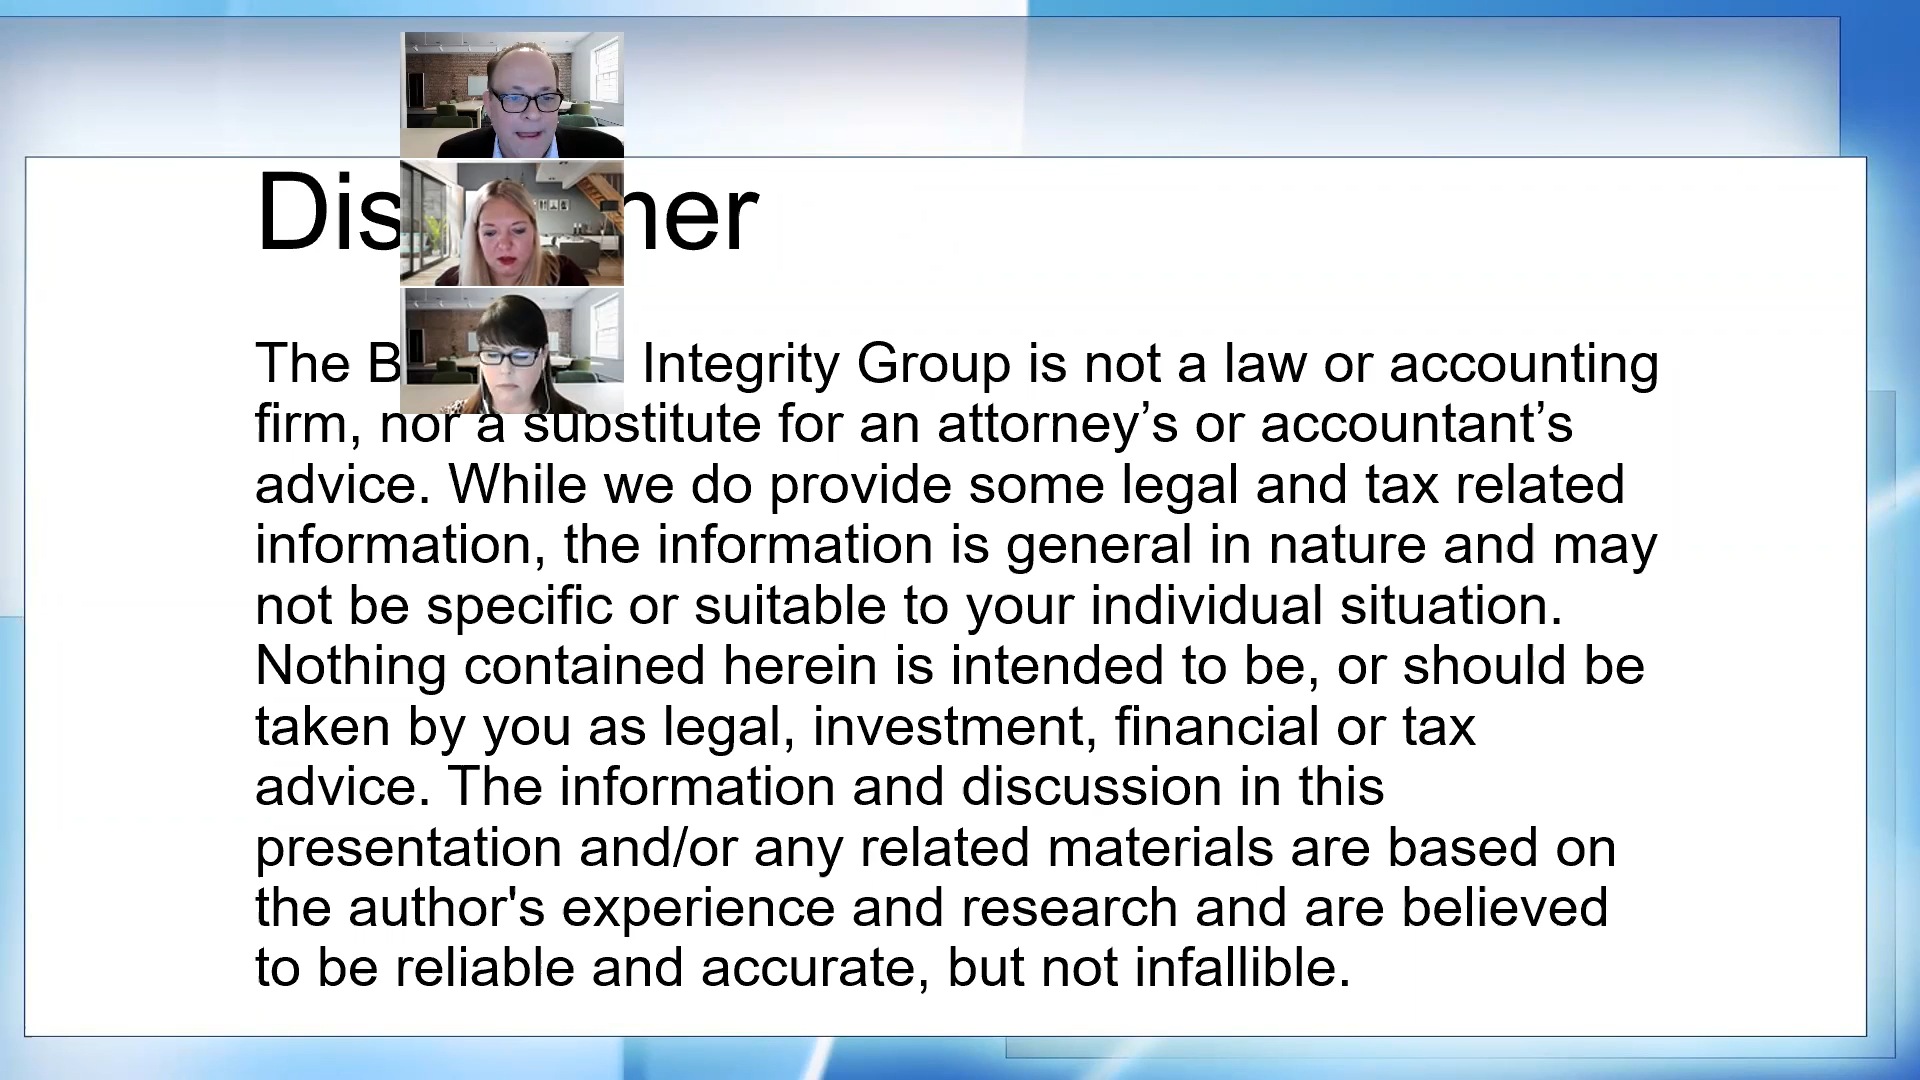 The Integrity Group is not a law or accounting
firm, nor a substitute for an attorney’s or accountant’s
advice. While we do provide some legal and tax related
information, the information is general in nature and may
not be specific or suitable to your individual situation.
Nothing contained herein is intended to be, or should be
taken by you as legal, investment, financial or tax
advice. The information and discussion in this
presentation and/or any related materials are based on
the author's experience and research and are believed
to be reliable and accurate, but not infallible.